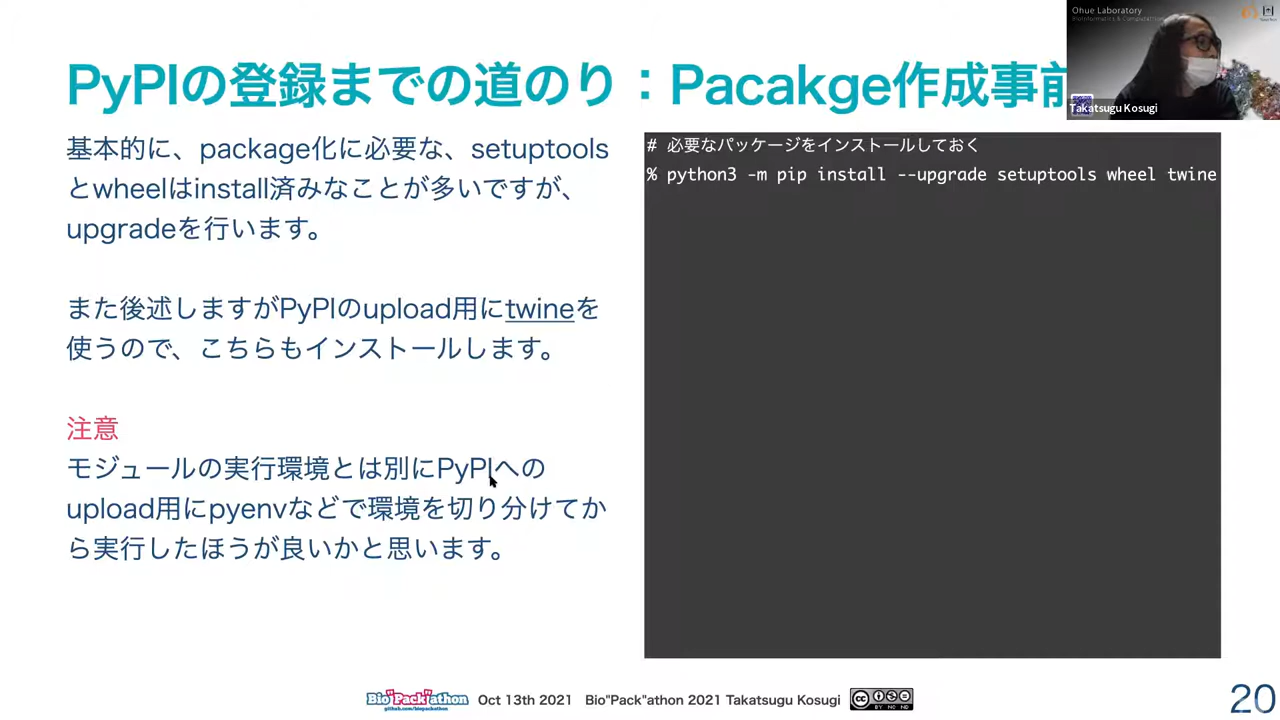 Ohue Laboratory
Takatsugu Kosugi
PyPIの登録までの道のり：Pacakge作成事前
基本的に、package化に必要な、setuptools
とwheelはinstall済みなことが多いですが、
upgradeを行います。
また後述しますがPyPIのupload用にtwineを
使うので、こちらもインストールします。
注意
モジュールの実行環境とは別にPyPIへの
upload用にpyenvなどで環境を切り分けてか
ら実行したほうが良いかと思います。
# 必要なパッケージをインストールしておく
% python3 -m pip install --upgrade setuptools wheel twine
Bio"Pack"athon
github.com/biopackathon
Oct 13th 2021 Bio"Pack"athon 2021 Takatsugu Kosugi
cc
BY NC ND
20